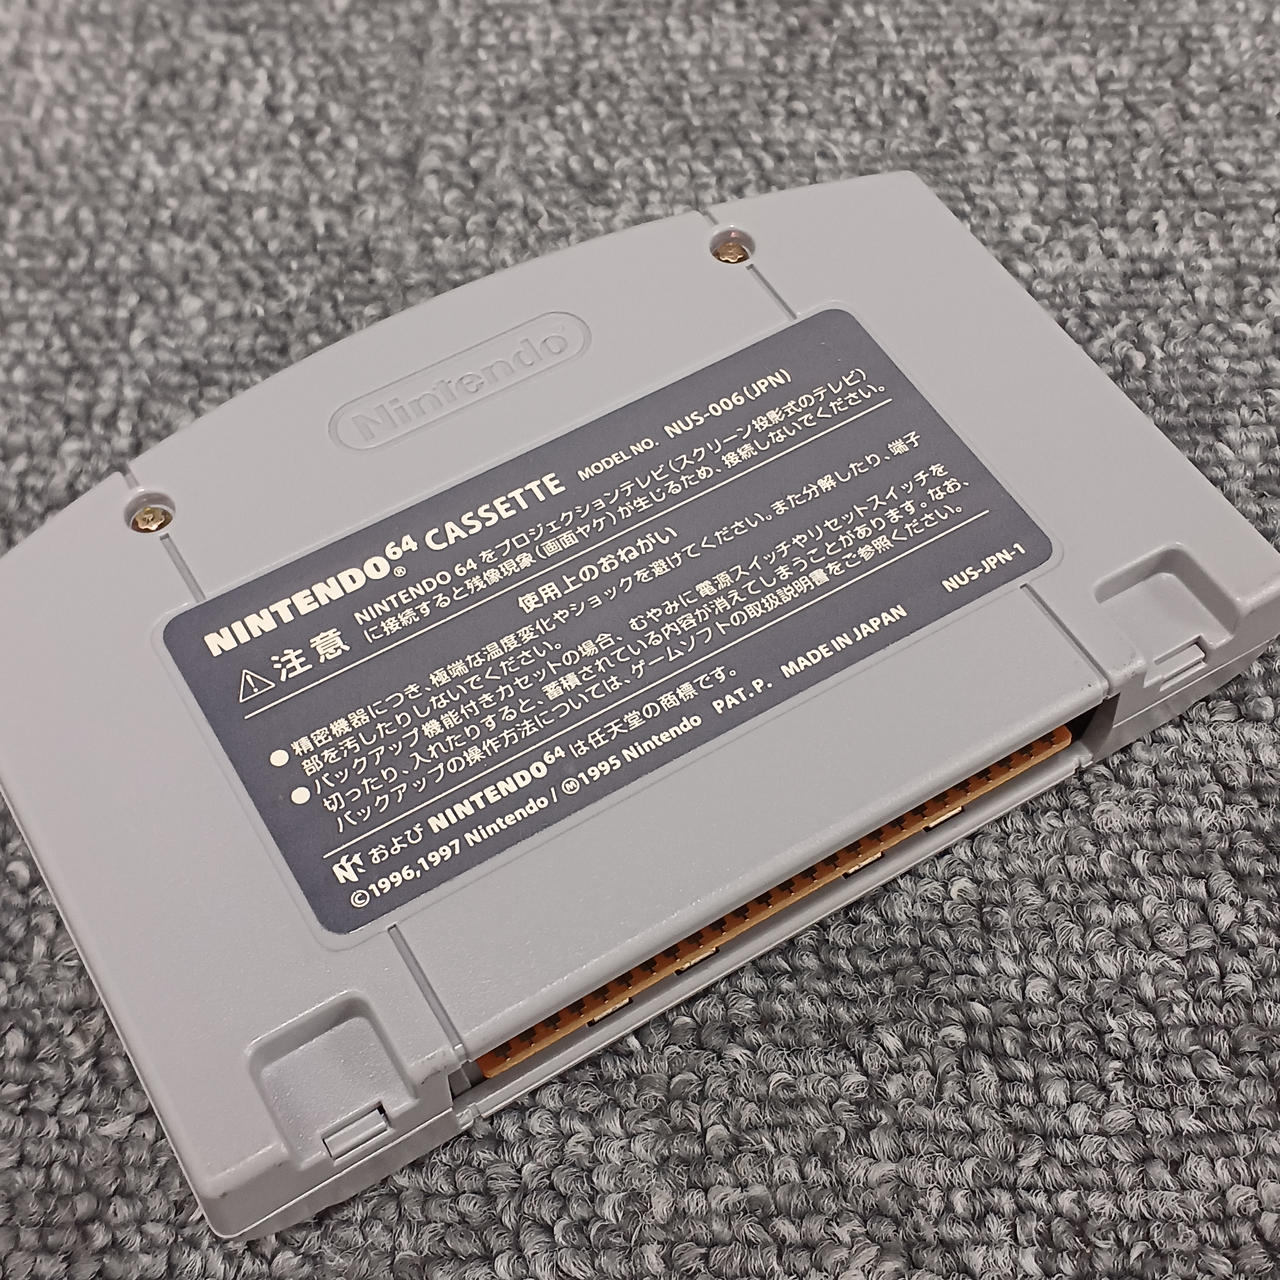 Nintendo
NINTENDO64® CASSETTE MODEL NO. NUS-006(JPN)
⚠注意 NINTENDO 64をプロジェクションテレビ(スクリーン投影式のテレビ)
に接続すると残像現象(画面ヤケ)が生じるため、接続しないでください。
使用上のおねがい
●精密機器につき、極端な温度変化やショックを避けてください。また分解したり、端子
部を汚したりしないでください。
●バックアップ機能付きカセットの場合、むやみに電源スイッチやリセットスイッチを
切ったり、入れたりすると、蓄積されている内容が消えてしまうことがあります。なお、
バックアップの操作方法については、ゲームソフトの取扱説明書をご参照ください。
および NINTENDO64 は任天堂の商標です。
©1996,1997 Nintendo / Ⓜ1995 Nintendo PAT. P. MADE IN JAPAN NUS-JPN-1